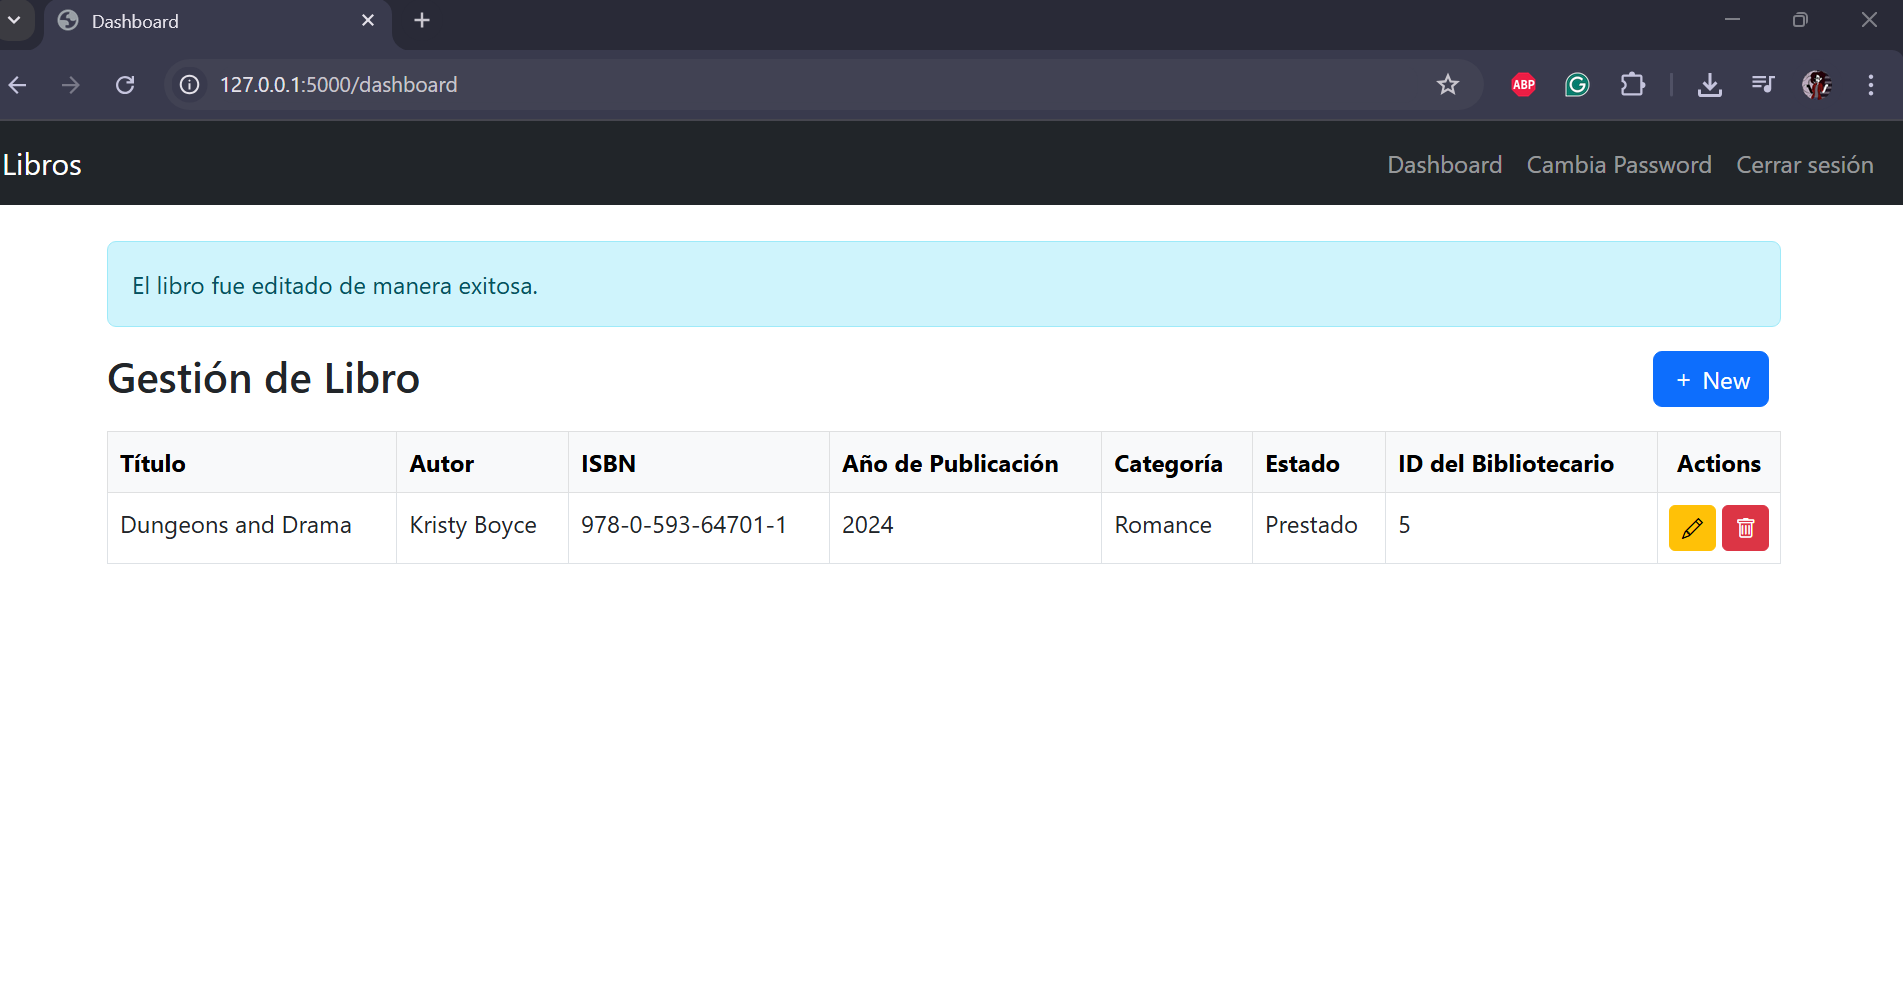 Dashboard
127.0.0.1:5000/dashboard
ABP
G
Libros
Dashboard Cambia Password Cerrar sesión
El libro fue editado de manera exitosa.
Gestión de Libro
+ New
Título Autor ISBN Año de Publicación Categoría Estado ID del Bibliotecario Actions
Dungeons and Drama Kristy Boyce 978-0-593-64701-1 2024 Romance Prestado 5